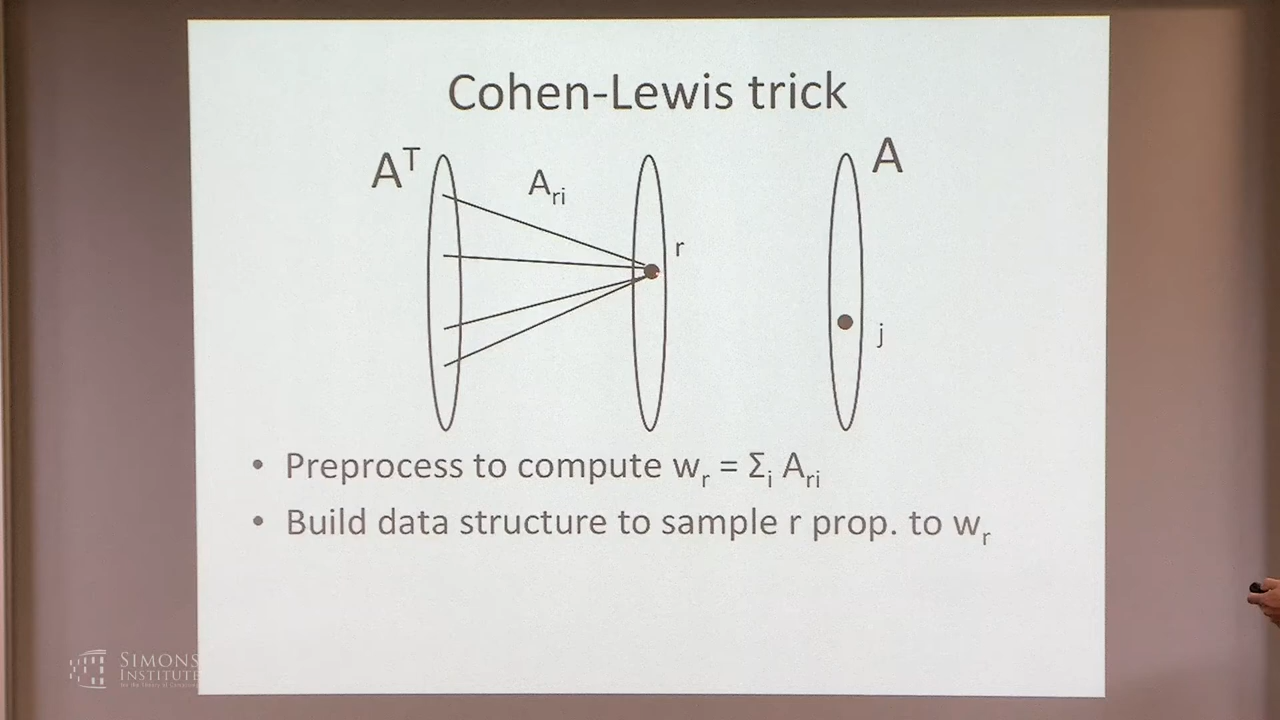 Cohen-Lewis trick
Aᵀ
A_ri
r
A
j
• Preprocess to compute w_r = Σ_i A_ri
• Build data structure to sample r prop. to w_r
SIMONS
INSTITUTE